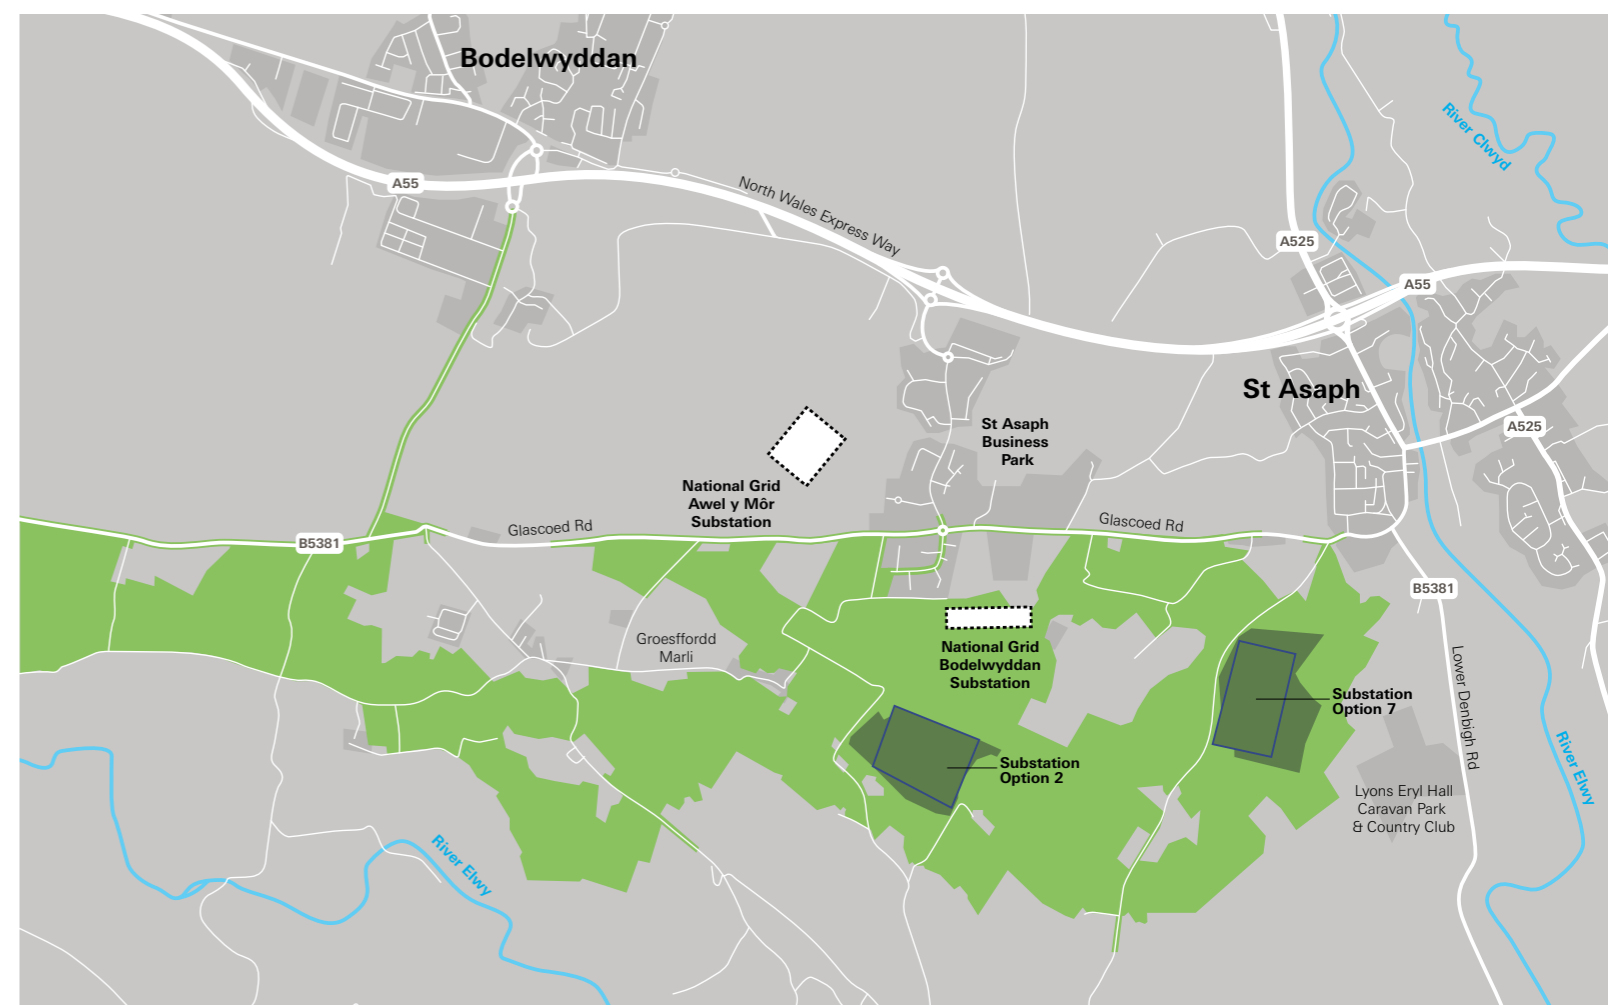 Bodelwyddan
River Clwyd
A55
North Wales Express Way
A525
A55
St Asaph
A525
St Asaph
Business
Park
National Grid
Awel y Môr
Substation
Glascoed Rd
Glascoed Rd
B5381
B5381
Groesffordd
Marli
National Grid
Bodelwyddan
Substation
Lower Denbigh Rd
Substation
Option 7
Substation
Option 2
River Elwy
Lyons Eryl Hall
Caravan Park
& Country Club
River Elwy